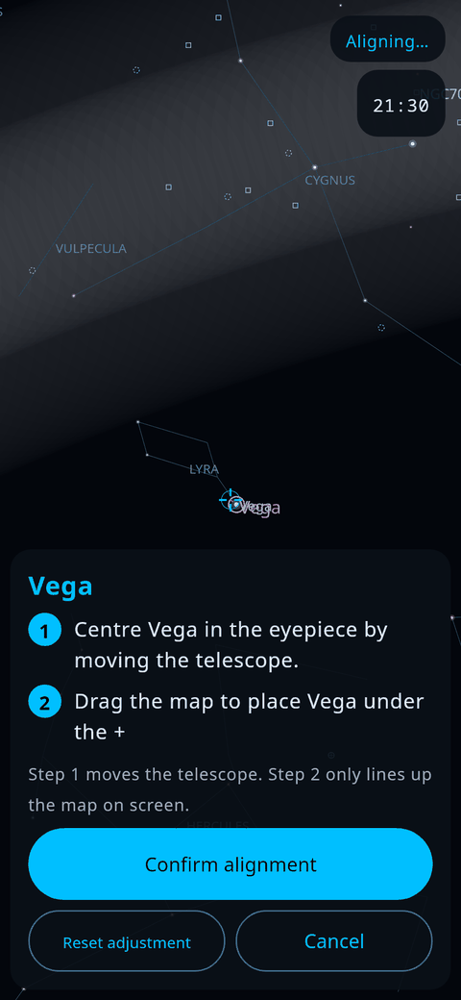 Aligning...
21:30
CYGNUS
VULPECULA
LYRA
Vega
Vega
1
Centre Vega in the eyepiece by
moving the telescope.
2
Drag the map to place Vega under
the +
Step 1 moves the telescope. Step 2 only lines up
the map on screen.
HERCULES
Confirm alignment
Reset adjustment
Cancel